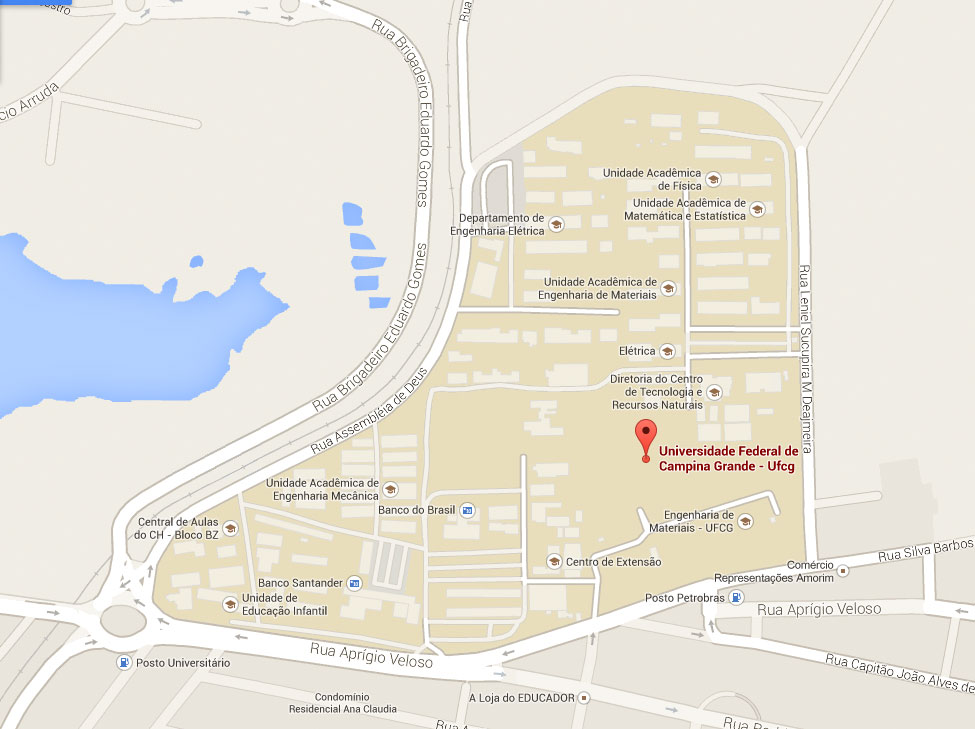 Rua Brigadeiro Eduardo Gomes
Rua
Unidade Acadêmica
de Física
Unidade Acadêmica de
Matemática e Estatística
Departamento de
Engenharia Elétrica
Rua Brigadeiro Eduardo Gomes
Unidade Acadêmica de
Engenharia de Materiais
Rua Leniel Sucupira M Deajmeira
Elétrica
Diretoria do Centro
de Tecnologia e
Recursos Naturais
Rua Assembléia de Deus
Universidade Federal de
Campina Grande - Ufcg
Unidade Acadêmica de
Engenharia Mecânica
Banco do Brasil
Engenharia de
Materiais - UFCG
Central de Aulas
do CH - Bloco BZ
Rua Silva Barbos
Centro de Extensão
Comércio
Representações Amorim
Banco Santander
Unidade de
Educação Infantil
Posto Petrobras
Rua Aprígio Veloso
Rua Aprígio Veloso
Posto Universitário
Rua Capitão João Alves de
Condomínio
Residencial Ana Claudia
A Loja do EDUCADOR